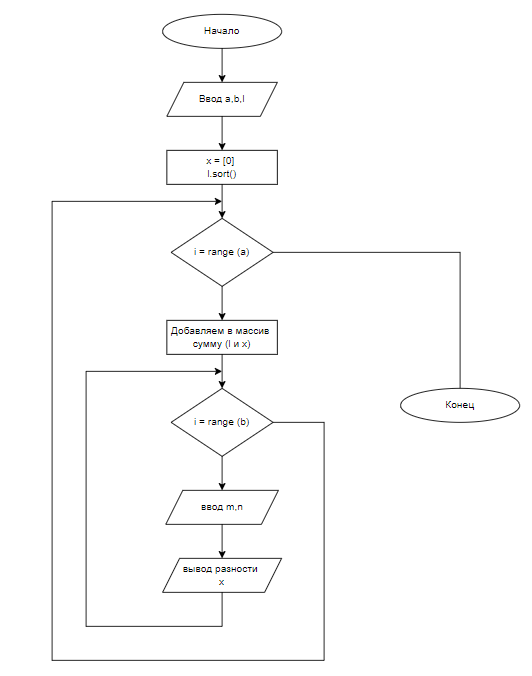 Начало
Ввод a,b,l
x = [0]
l.sort()
i = range (a)
Добавляем в массив
сумму (l и x)
i = range (b)
Конец
ввод m,n
вывод разности
x